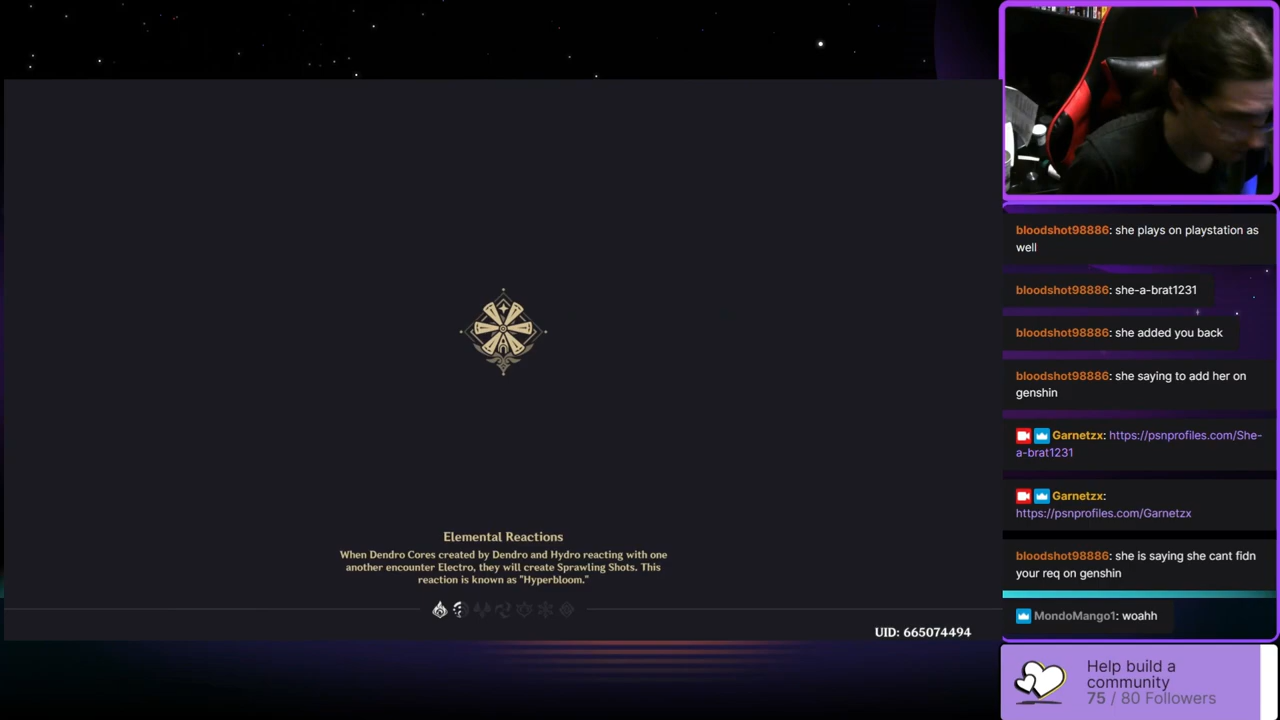 bloodshot98886: she plays on playstation as
well
bloodshot98886: she-a-brat1231
bloodshot98886: she added you back
bloodshot98886: she saying to add her on
genshin
Garnetzx: https://psnprofiles.com/She-
a-brat1231
Garnetzx:
https://psnprofiles.com/Garnetzx
bloodshot98886: she is saying she cant fidn
your req on genshin
MondoMango1: woahh
Elemental Reactions
When Dendro Cores created by Dendro and Hydro reacting with one
another encounter Electro, they will create Sprawling Shots. This
reaction is known as "Hyperbloom."
UID: 665074494
Help build a
community
75 / 80 Followers